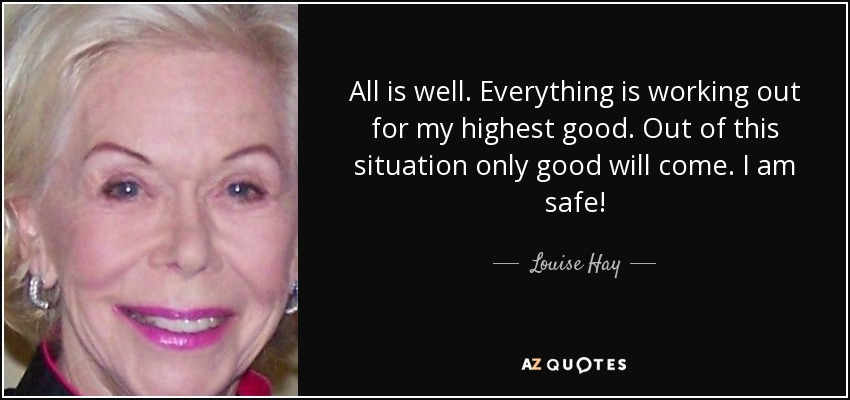 All is well. Everything is working out
for my highest good. Out of this
situation only good will come. I am
safe!
Louise Hay
AZ QUOTES